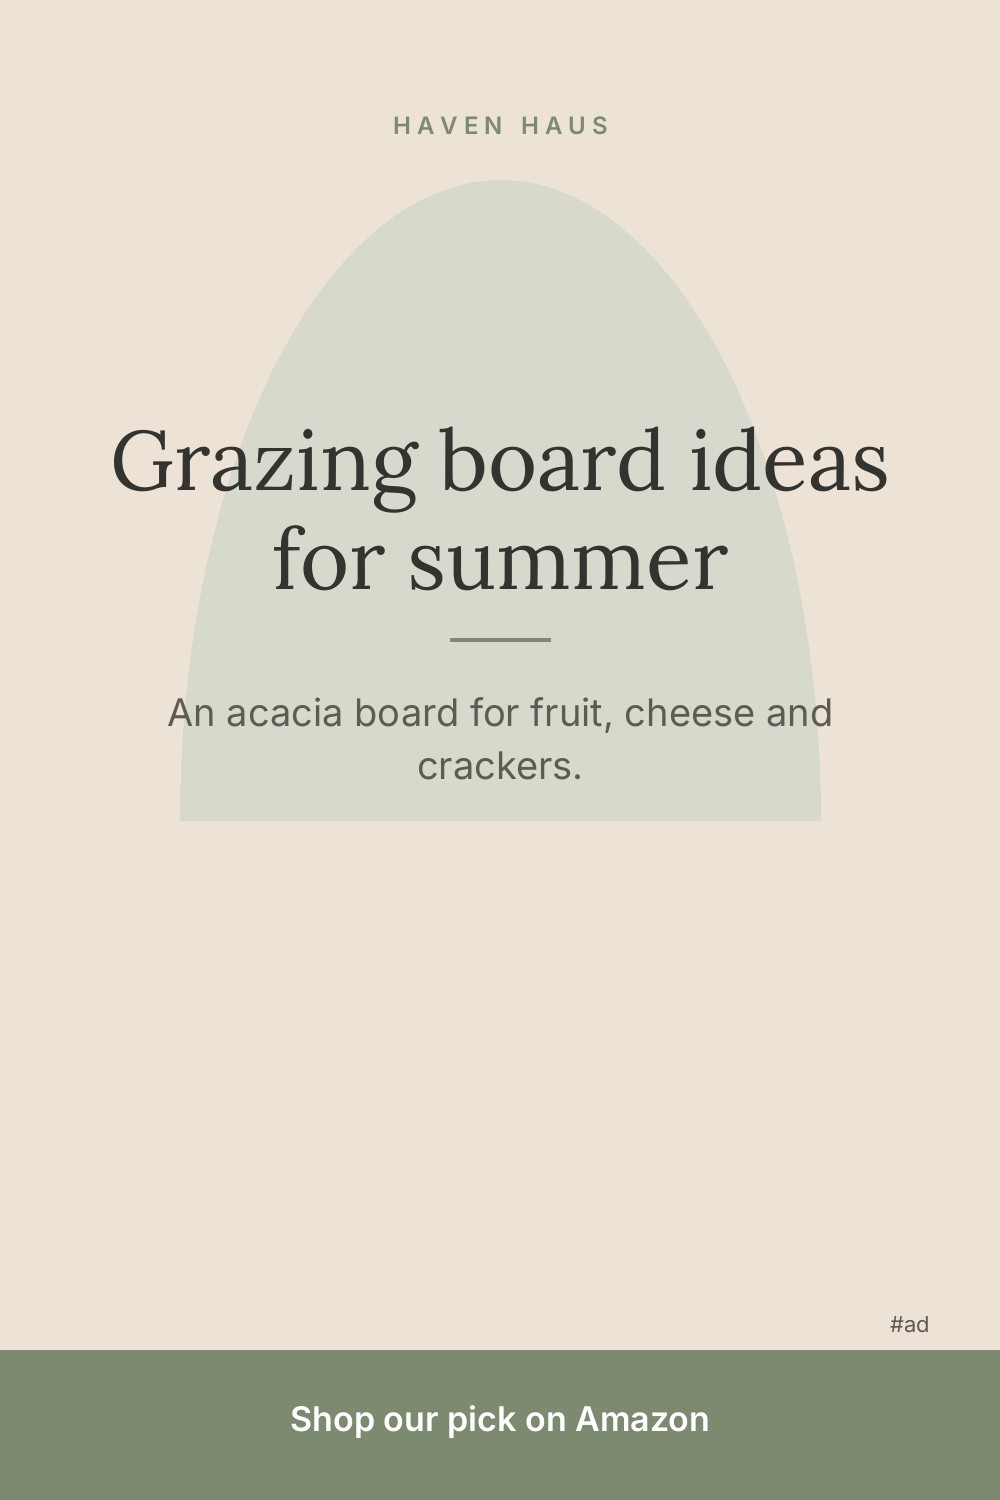 HAVEN HAUS
Grazing board ideas
for summer
An acacia board for fruit, cheese and
crackers.
#ad
Shop our pick on Amazon